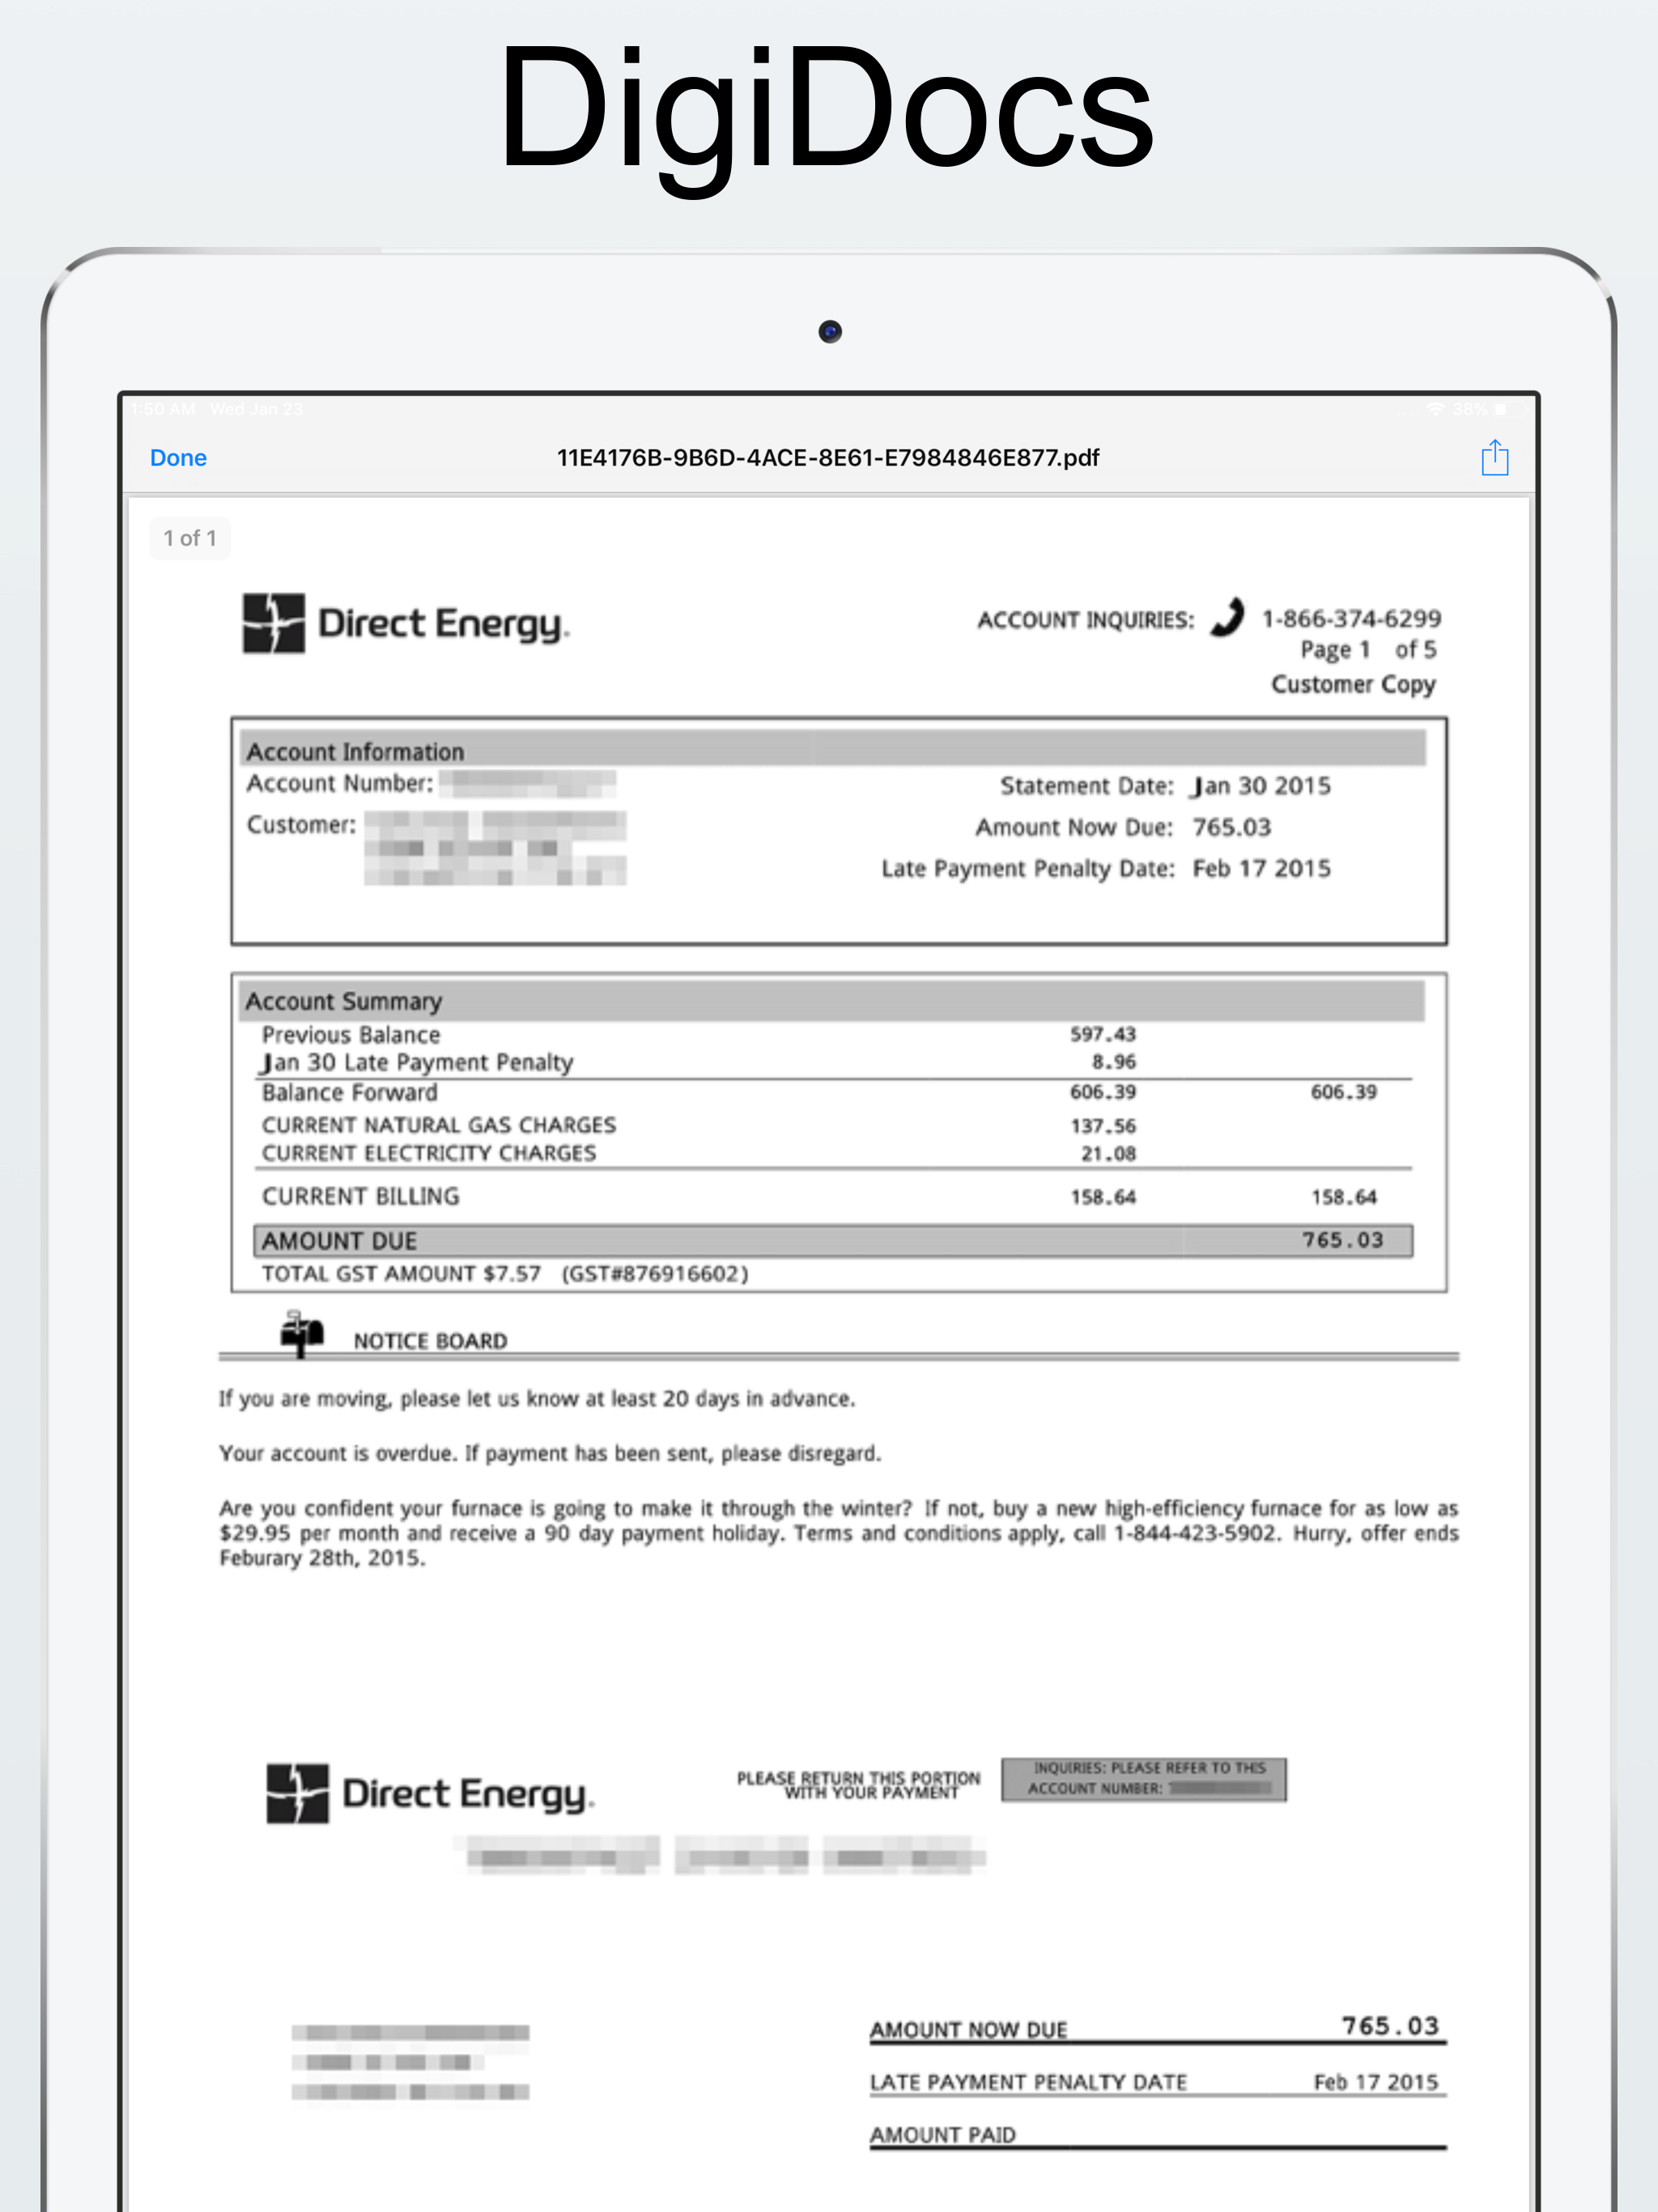 DigiDocs
1:50 AM Wed Jan 23
38%
Done
11E4176B-9B6D-4ACE-8E61-E7984846E877.pdf
1 of 1
Direct Energy.
ACCOUNT INQUIRIES: 1-866-374-6299
Page 1 of 5
Customer Copy
Account Information
Account Number:
Statement Date: Jan 30 2015
Customer:
Amount Now Due: 765.03
Late Payment Penalty Date: Feb 17 2015
Account Summary
Previous Balance 597.43
Jan 30 Late Payment Penalty 8.96
Balance Forward 606.39 606.39
CURRENT NATURAL GAS CHARGES 137.56
CURRENT ELECTRICITY CHARGES 21.08
CURRENT BILLING 158.64 158.64
AMOUNT DUE 765.03
TOTAL GST AMOUNT $7.57 (GST#876916602)
NOTICE BOARD
If you are moving, please let us know at least 20 days in advance.
Your account is overdue. If payment has been sent, please disregard.
Are you confident your furnace is going to make it through the winter? If not, buy a new high-efficiency furnace for as low as
$29.95 per month and receive a 90 day payment holiday. Terms and conditions apply, call 1-844-423-5902. Hurry, offer ends
Feburary 28th, 2015.
Direct Energy.
PLEASE RETURN THIS PORTION
WITH YOUR PAYMENT
INQUIRIES: PLEASE REFER TO THIS
ACCOUNT NUMBER:
AMOUNT NOW DUE 765.03
LATE PAYMENT PENALTY DATE Feb 17 2015
AMOUNT PAID